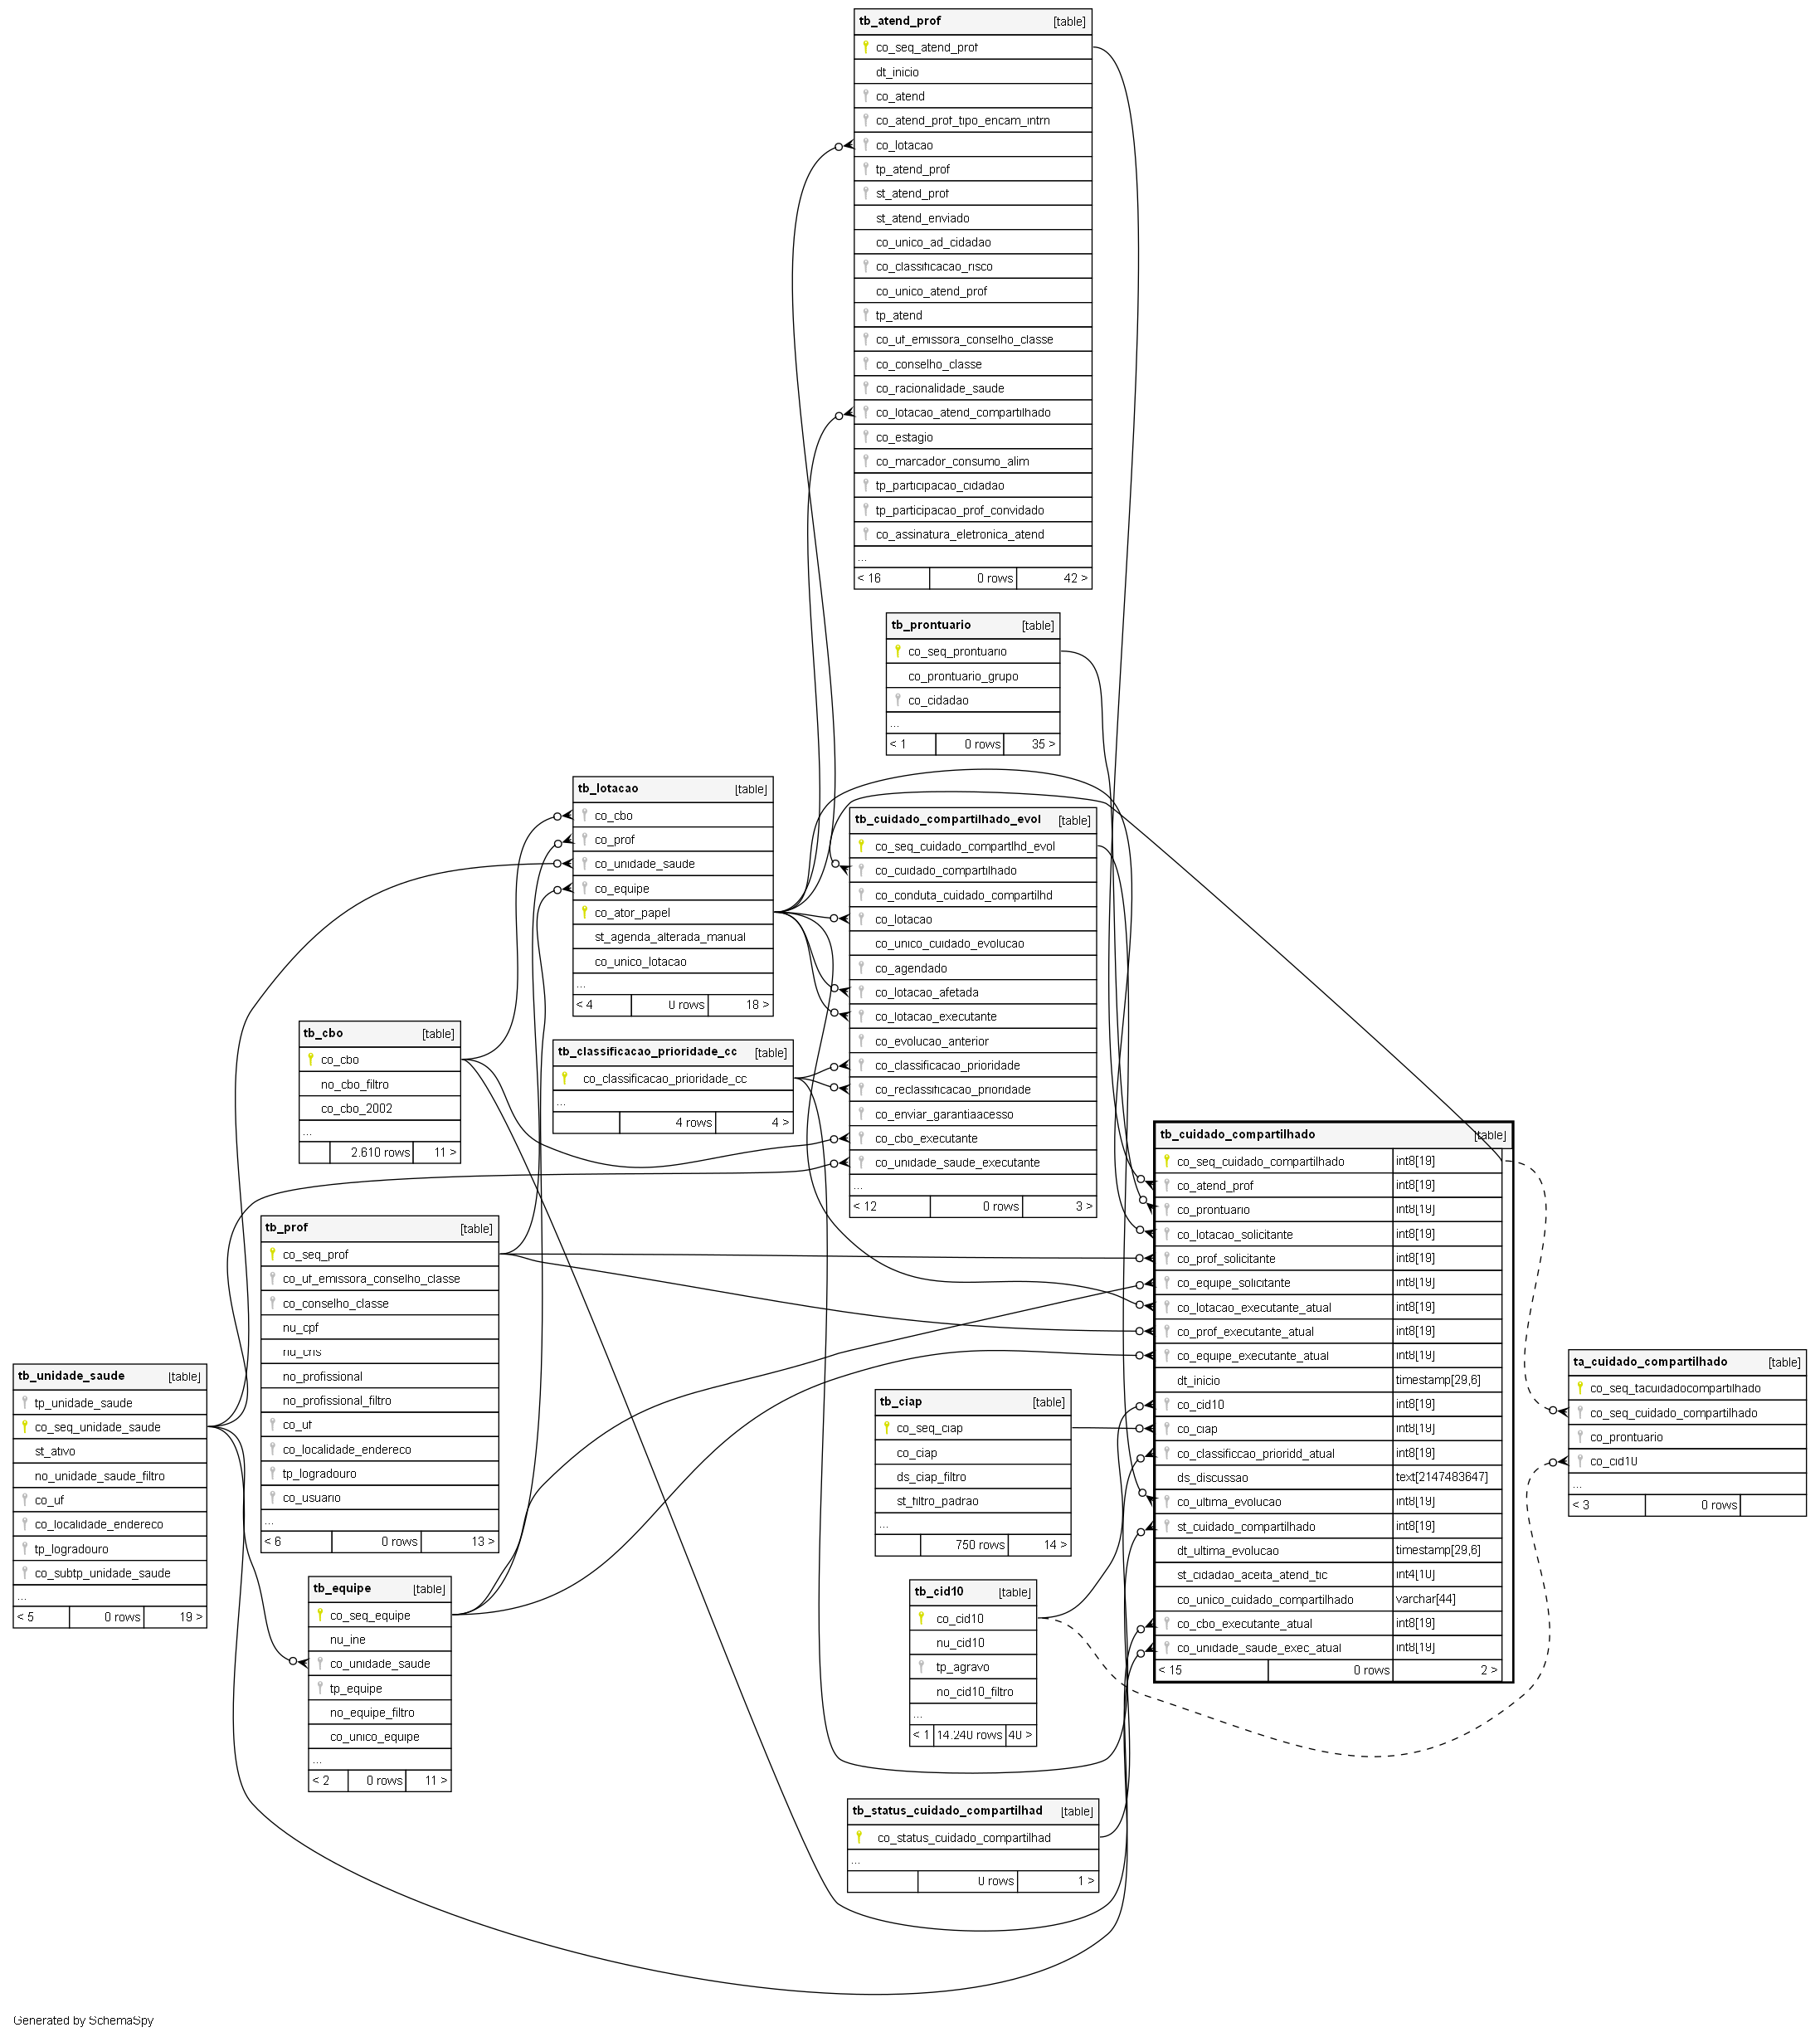 tb_atend_prof [table]
co_seq_atend_prof
dt_inicio
co_atend
co_atend_prof_tipo_encam_intrn
co_lotacao
tp_atend_prof
st_atend_prof
st_atend_enviado
co_unico_ad_cidadao
co_classificacao_risco
co_unico_atend_prof
tp_atend
co_uf_emissora_conselho_classe
co_conselho_classe
co_racionalidade_saude
co_lotacao_atend_compartilhado
co_estagio
co_marcador_consumo_alim
tp_participacao_cidadao
tp_participacao_prof_convidado
co_assinatura_eletronica_atend
...
< 16 0 rows 42 >
tb_prontuario [table]
co_seq_prontuario
co_prontuario_grupo
co_cidadao
...
< 1 0 rows 35 >
tb_lotacao [table]
co_cbo
co_prof
co_unidade_saude
co_equipe
co_ator_papel
st_agenda_alterada_manual
co_unico_lotacao
...
< 4 0 rows 18 >
tb_cuidado_compartilhado_evol [table]
co_seq_cuidado_compartlhd_evol
co_cuidado_compartilhado
co_conduta_cuidado_compartilhd
co_lotacao
co_unico_cuidado_evolucao
co_agendado
co_lotacao_afetada
co_lotacao_executante
co_evolucao_anterior
co_classificacao_prioridade
co_reclassificacao_prioridade
co_enviar_garantiaacesso
co_cbo_executante
co_unidade_saude_executante
...
< 12 0 rows 3 >
tb_cbo [table]
co_cbo
no_cbo_filtro
co_cbo_2002
...
2.610 rows 11 >
tb_classificacao_prioridade_cc [table]
co_classificacao_prioridade_cc
...
4 rows 4 >
tb_cuidado_compartilhado [table]
co_seq_cuidado_compartilhado int8[19]
co_atend_prof int8[19]
co_prontuario int8[19]
co_lotacao_solicitante int8[19]
co_prof_solicitante int8[19]
co_equipe_solicitante int8[19]
co_lotacao_executante_atual int8[19]
co_prof_executante_atual int8[19]
co_equipe_executante_atual int8[19]
dt_inicio timestamp[29,6]
co_cid10 int8[19]
co_ciap int8[19]
co_classificcao_prioridd_atual int8[19]
ds_discussao text[2147483647]
co_ultima_evolucao int8[19]
st_cuidado_compartilhado int8[19]
dt_ultima_evolucao timestamp[29,6]
st_cidadao_aceita_atend_tic int4[10]
co_unico_cuidado_compartilhado varchar[44]
co_cbo_executante_atual int8[19]
co_unidade_saude_exec_atual int8[19]
< 15 0 rows 2 >
tb_prof [table]
co_seq_prof
co_uf_emissora_conselho_classe
co_conselho_classe
nu_cpf
nu_cns
no_profissional
no_profissional_filtro
co_uf
co_localidade_endereco
tp_logradouro
co_usuario
...
< 6 0 rows 13 >
tb_unidade_saude [table]
tp_unidade_saude
co_seq_unidade_saude
st_ativo
no_unidade_saude_filtro
co_uf
co_localidade_endereco
tp_logradouro
co_subtp_unidade_saude
...
< 5 0 rows 19 >
ta_cuidado_compartilhado [table]
co_seq_tacuidadocompartilhado
co_seq_cuidado_compartilhado
co_prontuario
co_cid10
...
< 3 0 rows
tb_ciap [table]
co_seq_ciap
co_ciap
ds_ciap_filtro
st_filtro_padrao
...
750 rows 14 >
tb_equipe [table]
co_seq_equipe
nu_ine
co_unidade_saude
tp_equipe
no_equipe_filtro
co_unico_equipe
...
< 2 0 rows 11 >
tb_cid10 [table]
co_cid10
nu_cid10
tp_agravo
no_cid10_filtro
...
< 1 14.240 rows 40 >
tb_status_cuidado_compartilhad [table]
co_status_cuidado_compartilhad
...
0 rows 1 >
Generated by SchemaSpy